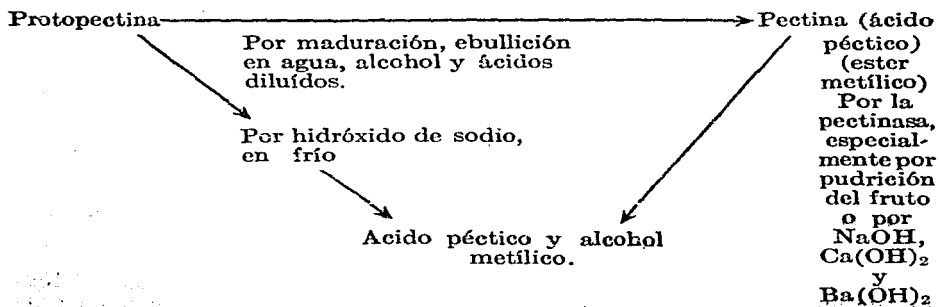 Protopectina
Pectina (ácido
péctico)
(ester
metílico)
Por la
pectinasa,
especial-
mente por
pudrición
del fruto
o por
NaOH,
Ca(OH)₂
y
Ba(OH)₂
Por maduración, ebullición
en agua, alcohol y ácidos
diluídos.
Por hidróxido de sodio,
en frío
Acido péctico y alcohol
metílico.